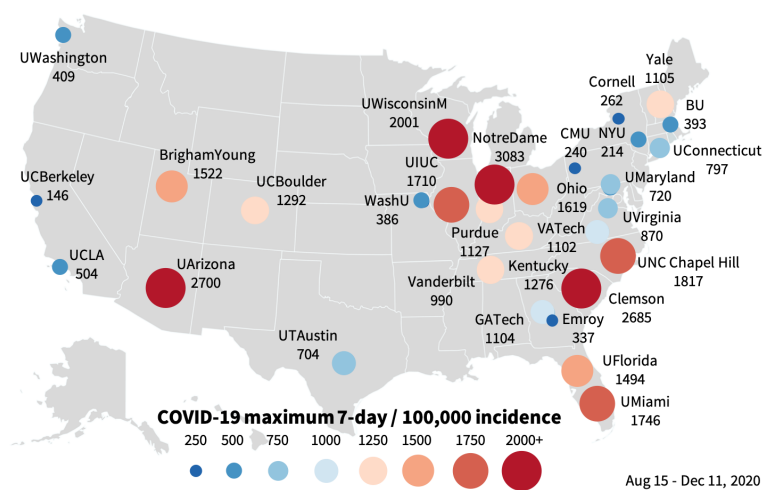 UWashington
409
Yale
1105
Cornell
262
BU
393
UWisconsinM
2001
NotreDame
3083
CMU
240
NYU
214
UConnecticut
797
BrighamYoung
1522
UIUC
1710
UCBerkeley
146
UCBoulder
1292
WashU
386
Ohio
1619
UMaryland
720
UVirginia
870
Purdue
1127
VATech
1102
UCLA
504
UArizona
2700
Vanderbilt
990
Kentucky
1276
UNC Chapel Hill
1817
Clemson
2685
GATech
1104
Emroy
337
UTAustin
704
UFlorida
1494
UMiami
1746
COVID-19 maximum 7-day / 100,000 incidence
250 500 750 1000 1250 1500 1750 2000+
Aug 15 - Dec 11, 2020